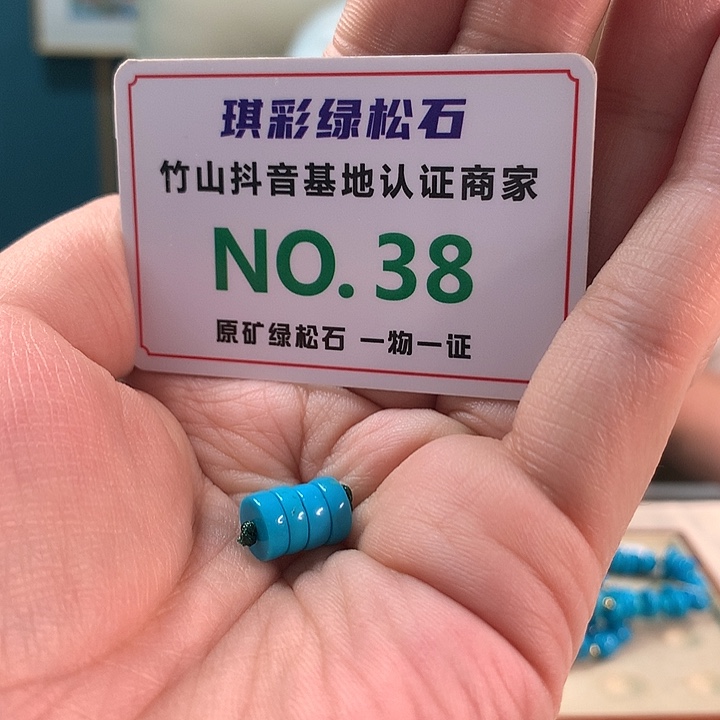 琪彩绿松石
竹山抖音基地认证商家
NO. 38
原矿绿松石 一物一证